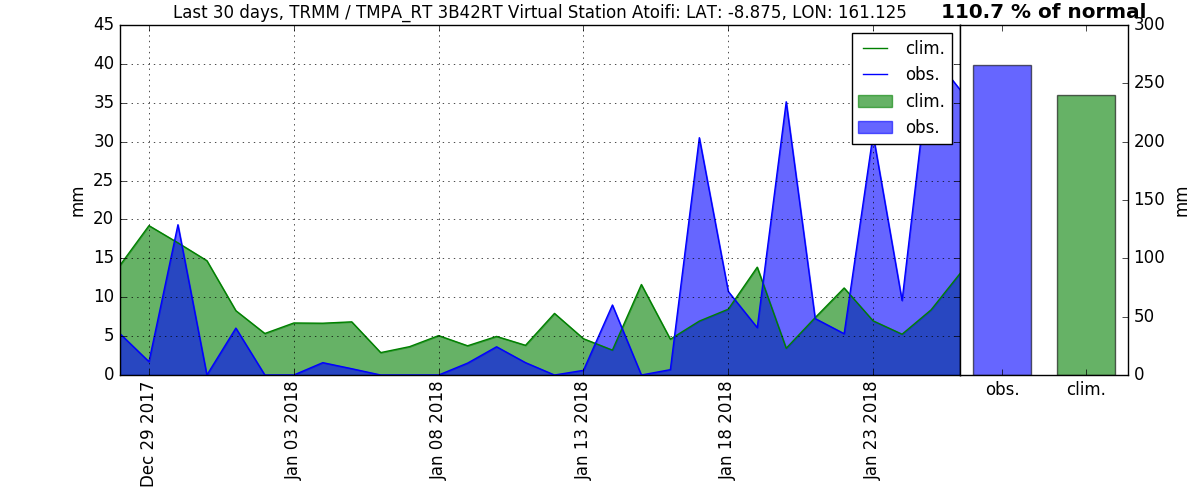 Last 30 days, TRMM / TMPA_RT 3B42RT Virtual Station Atoifi: LAT: -8.875, LON: 161.125
110.7 % of normal
45
40
35
30
25
20
15
10
5
0
mm
clim.
obs.
clim.
obs.
Dec 29 2017
Jan 03 2018
Jan 08 2018
Jan 13 2018
Jan 18 2018
Jan 23 2018
300
250
200
150
100
50
0
mm
obs.
clim.